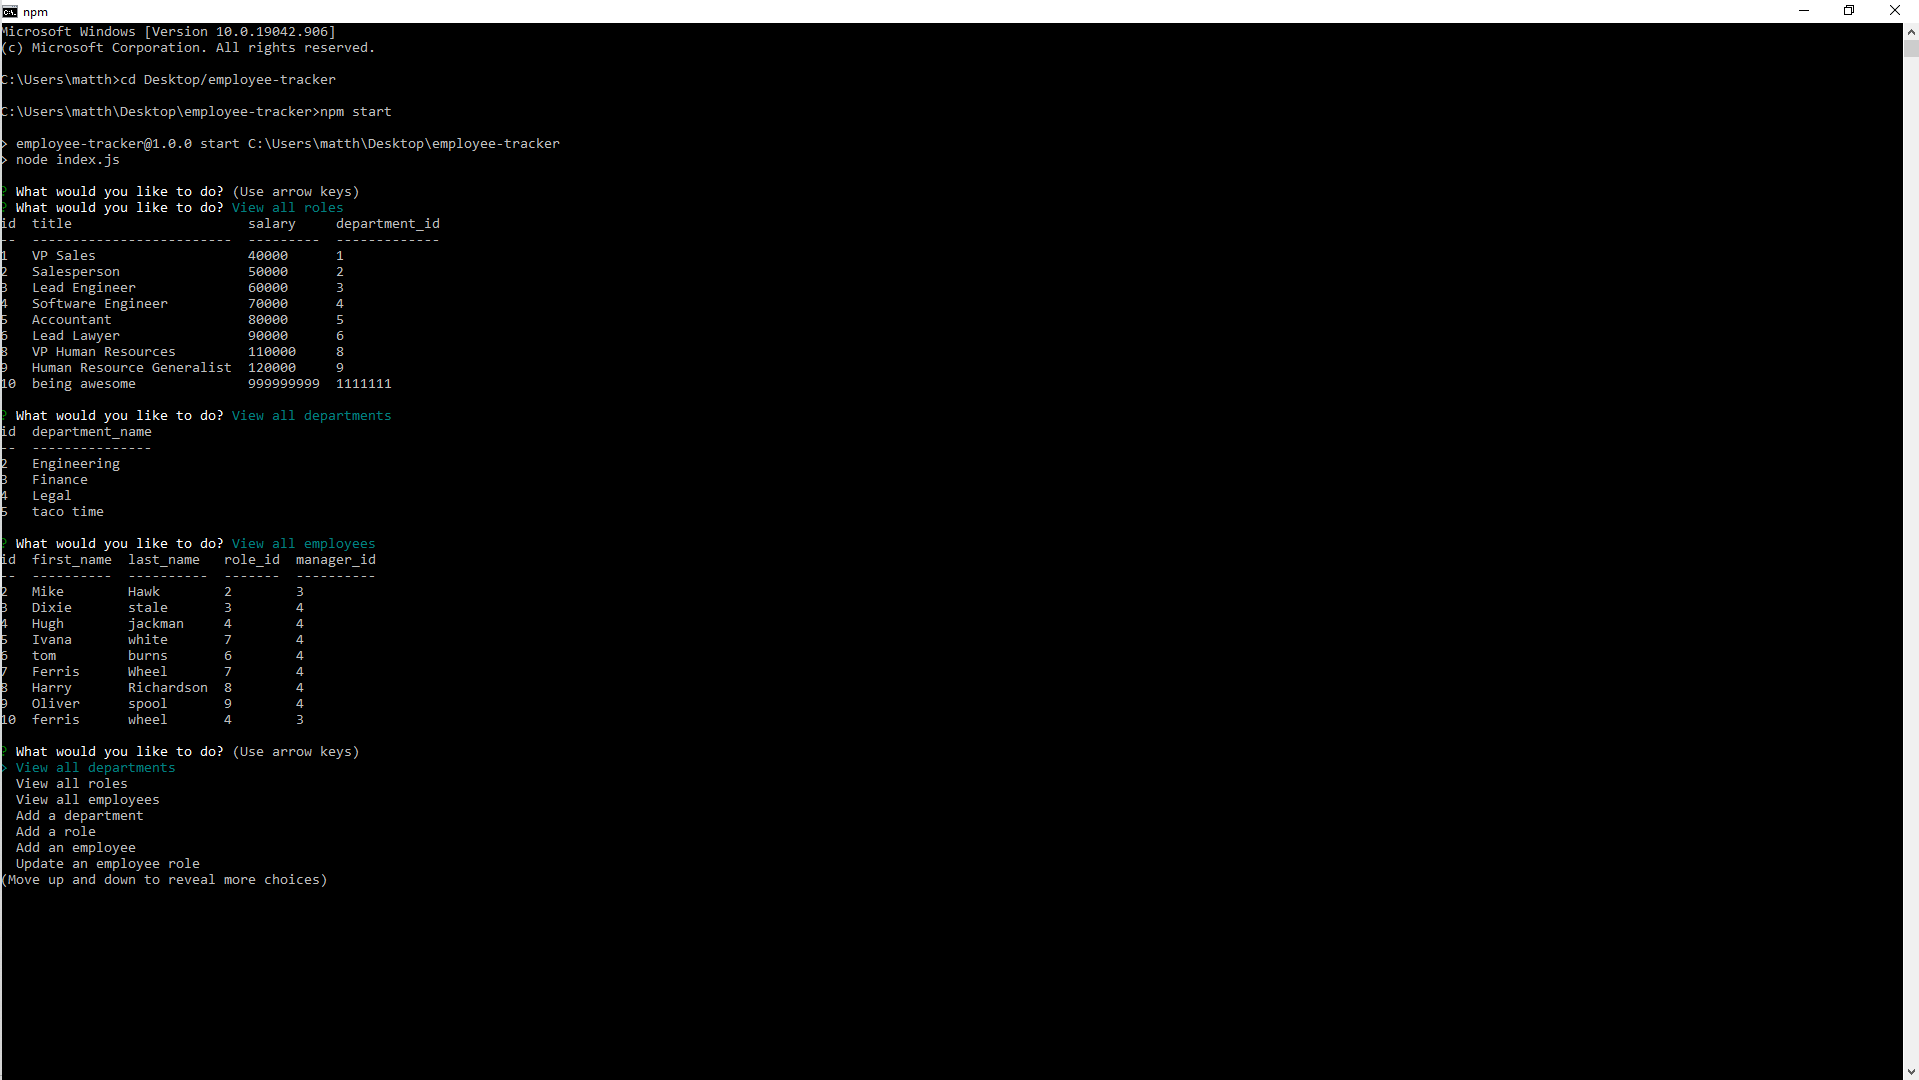 npm
Microsoft Windows [Version 10.0.19042.906]
(c) Microsoft Corporation. All rights reserved.
C:\Users\matth>cd Desktop/employee-tracker
C:\Users\matth\Desktop\employee-tracker>npm start
> employee-tracker@1.0.0 start C:\Users\matth\Desktop\employee-tracker
> node index.js
? What would you like to do? (Use arrow keys)
? What would you like to do? View all roles
id  title                      salary     department_id
--  -------------------------  ---------  -------------
1   VP Sales                   40000      1
2   Salesperson                50000      2
3   Lead Engineer              60000      3
4   Software Engineer          70000      4
5   Accountant                 80000      5
6   Lead Lawyer                90000      6
8   VP Human Resources         110000     8
9   Human Resource Generalist  120000     9
10  being awesome              999999999  1111111
? What would you like to do? View all departments
id  department_name
--  ---------------
2   Engineering
3   Finance
4   Legal
5   taco time
? What would you like to do? View all employees
id  first_name  last_name   role_id  manager_id
--  ----------  ----------  -------  ----------
2   Mike        Hawk        2        3
3   Dixie       stale       3        4
4   Hugh        jackman     4        4
5   Ivana       white       7        4
6   tom         burns       6        4
7   Ferris      Wheel       7        4
8   Harry       Richardson  8        4
9   Oliver      spool       9        4
10  ferris      wheel       4        3
? What would you like to do? (Use arrow keys)
> View all departments
  View all roles
  View all employees
  Add a department
  Add a role
  Add an employee
  Update an employee role
(Move up and down to reveal more choices)